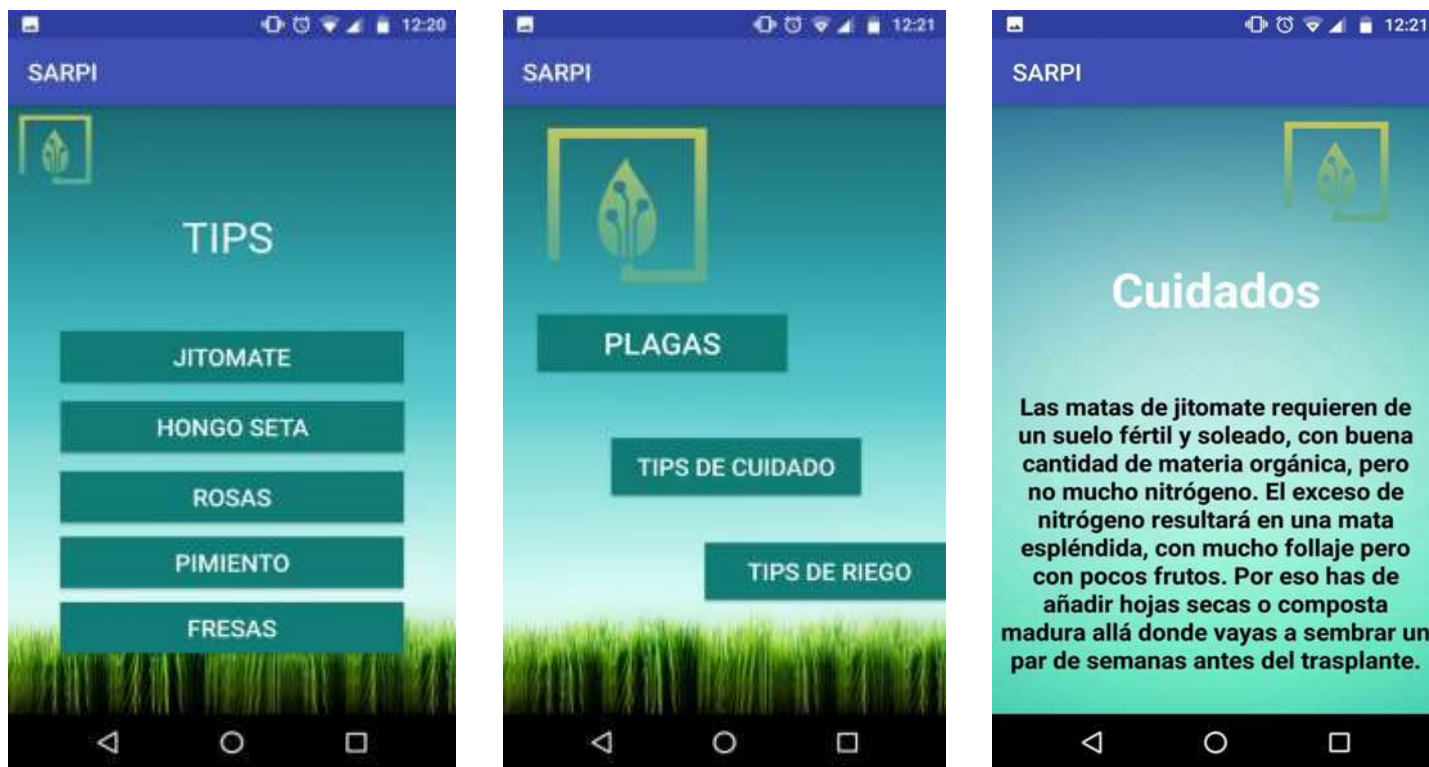 12:20
SARPI
TIPS
JITOMATE
HONGO SETA
ROSAS
PIMIENTO
FRESAS
12:21
SARPI
PLAGAS
TIPS DE CUIDADO
TIPS DE RIEGO
12:21
SARPI
Cuidados
Las matas de jitomate requieren de
un suelo fértil y soleado, con buena
cantidad de materia orgánica, pero
no mucho nitrógeno. El exceso de
nitrógeno resultará en una mata
espléndida, con mucho follaje pero
con pocos frutos. Por eso has de
añadir hojas secas o composta
madura allá donde vayas a sembrar un
par de semanas antes del trasplante.